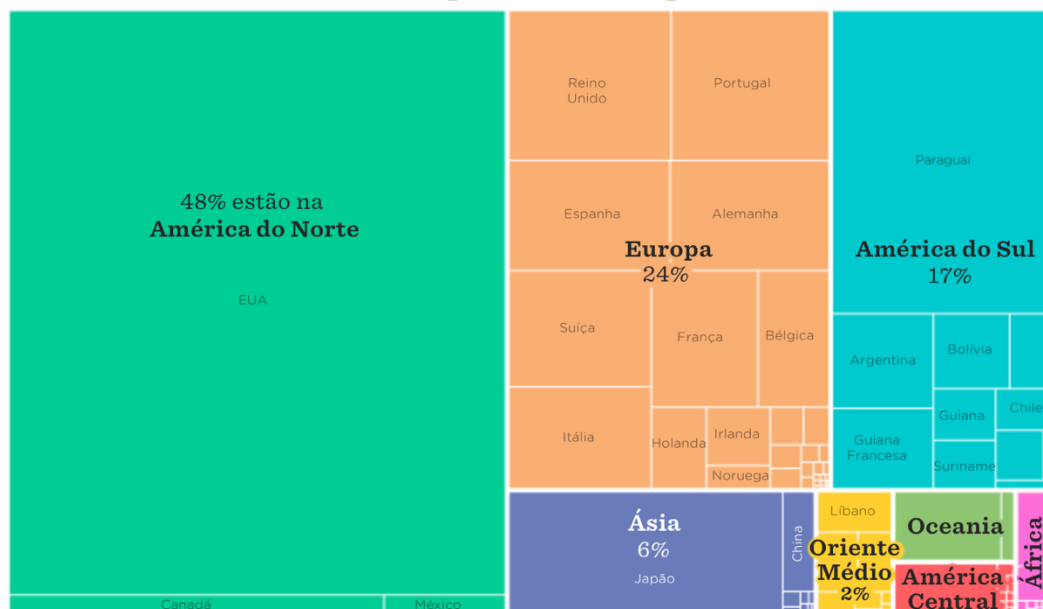 48% estão na
América do Norte
EUA
Canadá
México
Reino
Unido
Portugal
Espanha
Alemanha
Europa
24%
Suíça
França
Bélgica
Itália
Holanda
Irlanda
Noruega
Paraguai
América do Sul
17%
Argentina
Bolívia
Guiana
Chile
Guiana
Francesa
Suriname
Ásia
6%
Japão
China
Líbano
Oriente
Médio
2%
Oceania
América
Central
África